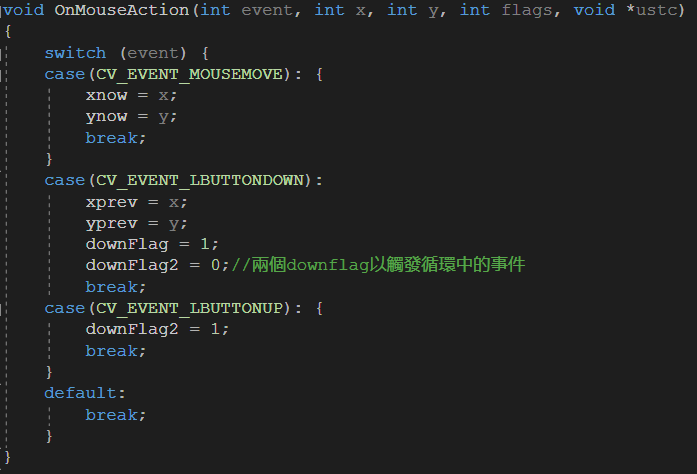 void OnMouseAction(int event, int x, int y, int flags, void *ustc)
{
    switch (event) {
    case(CV_EVENT_MOUSEMOVE): {
        xnow = x;
        ynow = y;
        break;
    }
    case(CV_EVENT_LBUTTONDOWN):
        xprev = x;
        yprev = y;
        downFlag = 1;
        downFlag2 = 0;//兩個downflag以觸發循環中的事件
        break;
    case(CV_EVENT_LBUTTONUP): {
        downFlag2 = 1;
        break;
    }
    default:
        break;
    }
}